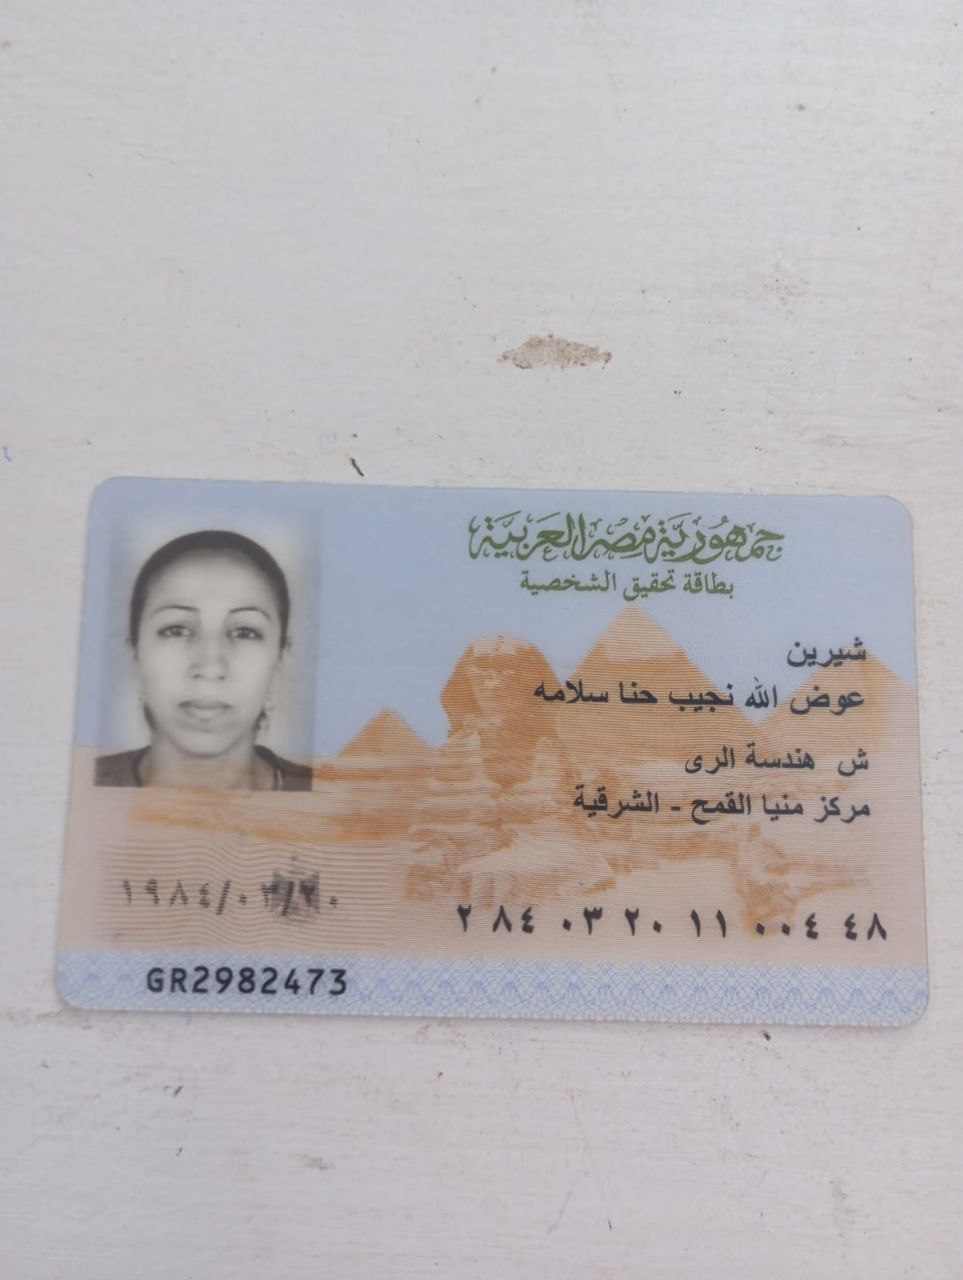 جمهورية مصر العربية
بطاقة تحقيق الشخصية
شيرين
عوض الله نجيب حنا سلامه
ش هندسة الرى
مركز منيا القمح - الشرقية
٢ ٨٤ ٠٣ ٢٠ ١١ ٠٠٤ ٤٨
١٩٨٤/٠٣/٢٠
GR2982473